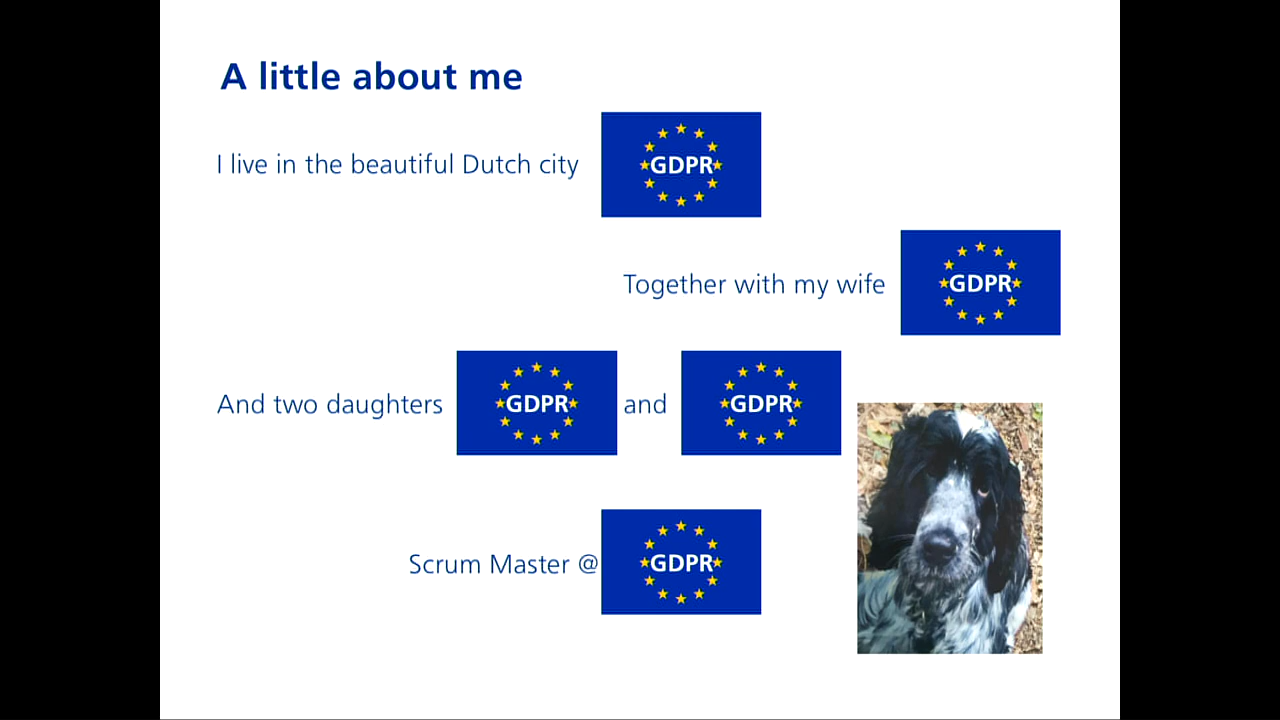 A little about me
I live in the beautiful Dutch city GDPR
Together with my wife GDPR
And two daughters GDPR and GDPR
Scrum Master @ GDPR